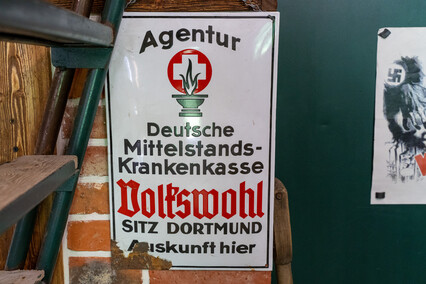 Agentur
Deutsche
Mittelstands-
Krankenkasse
Volkswohl
SITZ DORTMUND
Auskunft hier